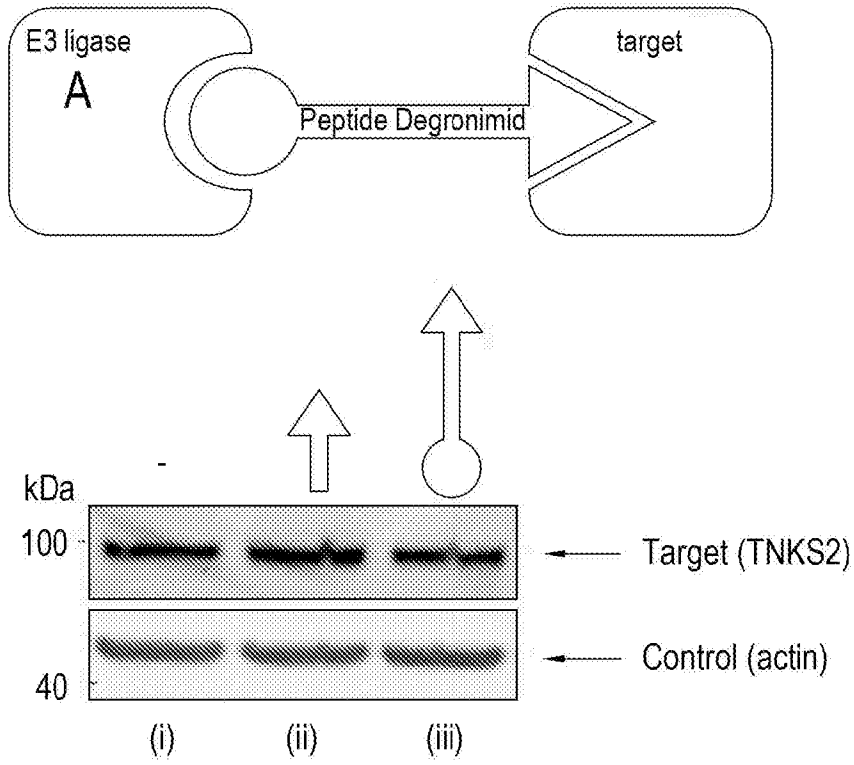 E3 ligase
A
Peptide Degronimid
target
-
kDa
100
Target (TNKS2)
Control (actin)
40
(i) (ii) (iii)